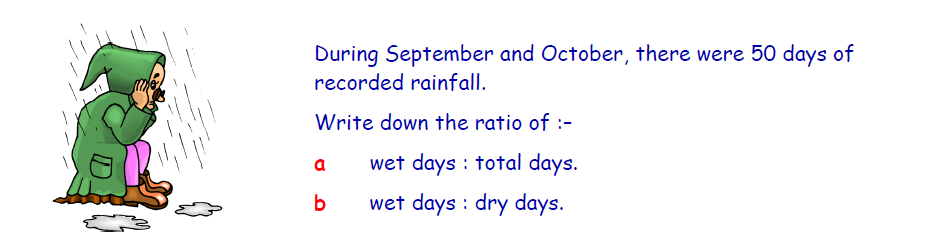 During September and October, there were 50 days of
recorded rainfall.
Write down the ratio of :-
a wet days : total days.
b wet days : dry days.